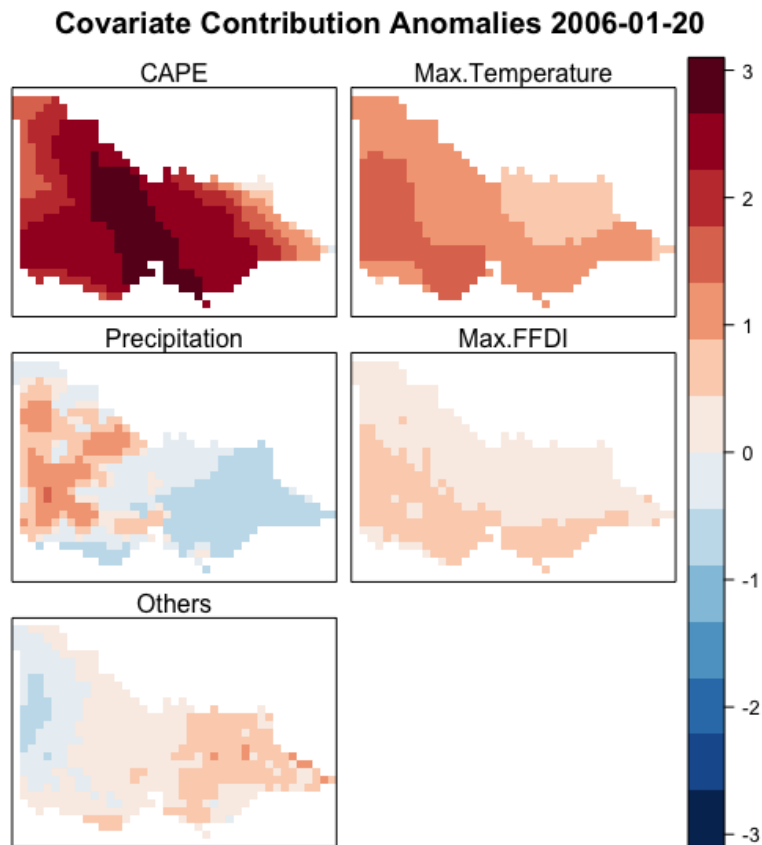 Covariate Contribution Anomalies 2006-01-20
CAPE
Max.Temperature
Precipitation
Max.FFDI
Others
3
2
1
0
-1
-2
-3